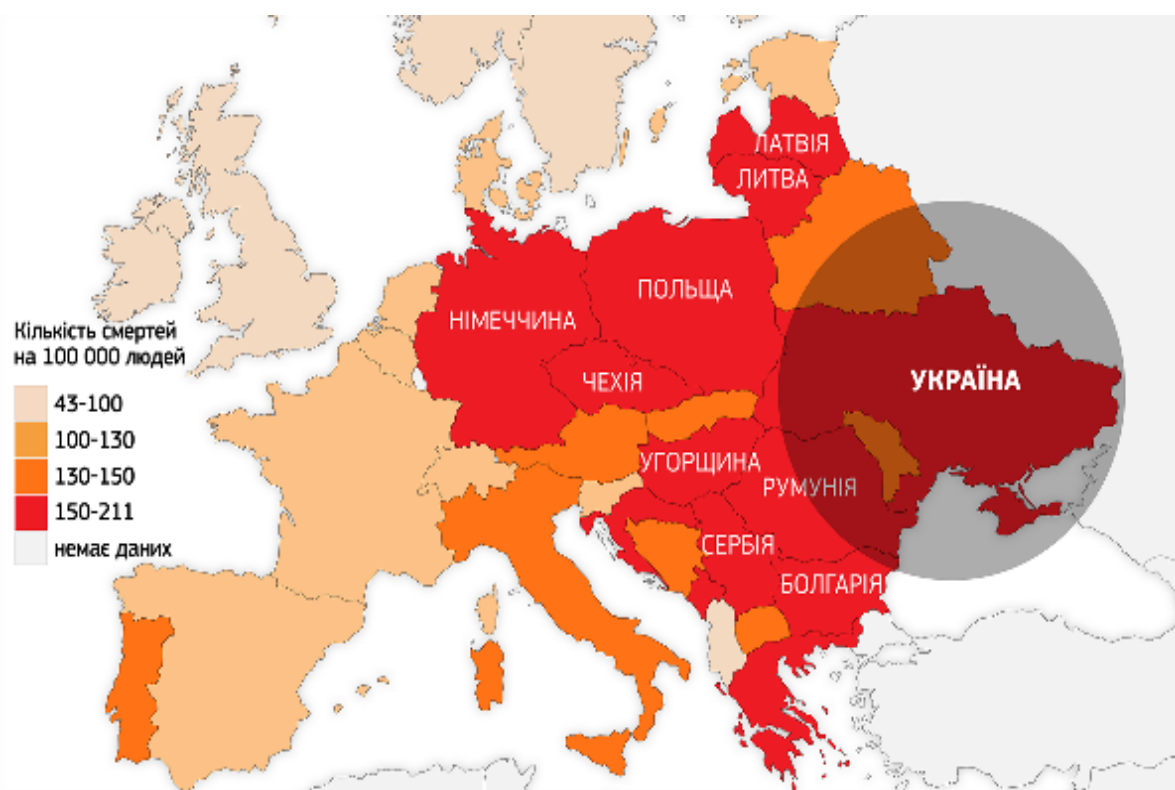 ЛАТВІЯ
ЛИТВА
ПОЛЬЩА
НІМЕЧЧИНА
Кількість смертей
на 100 000 людей
ЧЕХІЯ
УКРАЇНА
43-100
100-130
130-150
150-211
немає даних
УГОРЩИНА
РУМУНІЯ
СЕРБІЯ
БОЛГАРІЯ